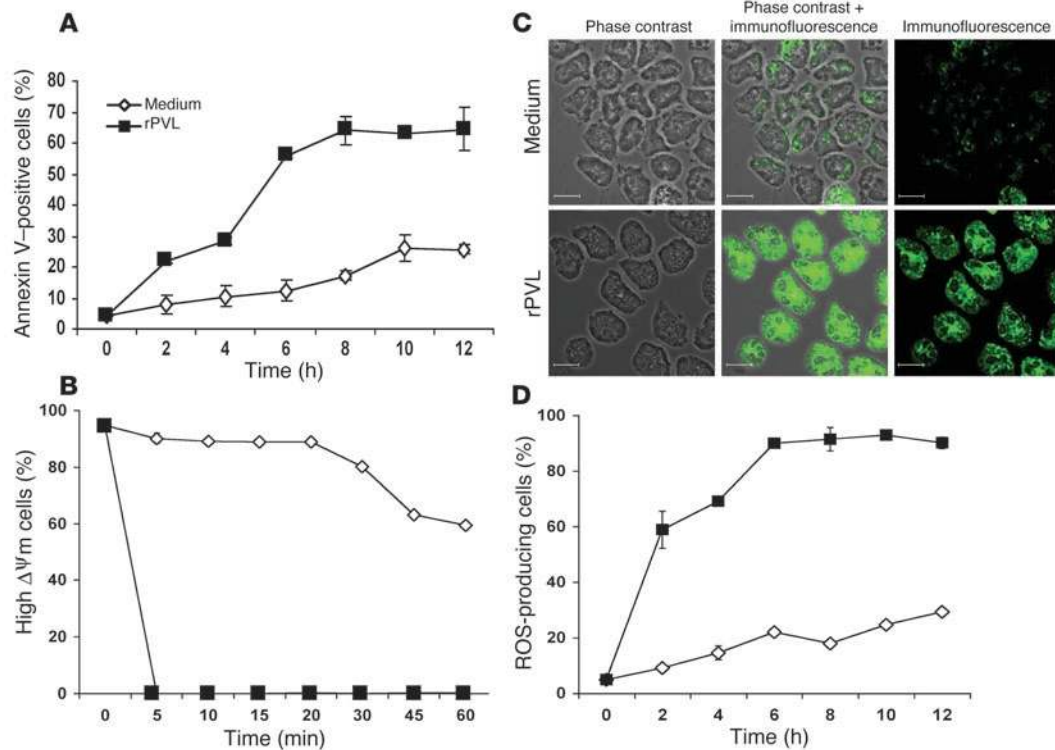 A
Annexin V–positive cells (%)
80
70
60
50
40
30
20
10
0
Medium
rPVL
0 2 4 6 8 10 12
Time (h)
B
High ΔΨm cells (%)
100
80
60
40
20
0
0 5 10 15 20 30 45 60
Time (min)
C
Phase contrast
Phase contrast +
immunofluorescence
Immunofluorescence
Medium
rPVL
D
ROS-producing cells (%)
100
80
60
40
20
0
0 2 4 6 8 10 12
Time (h)